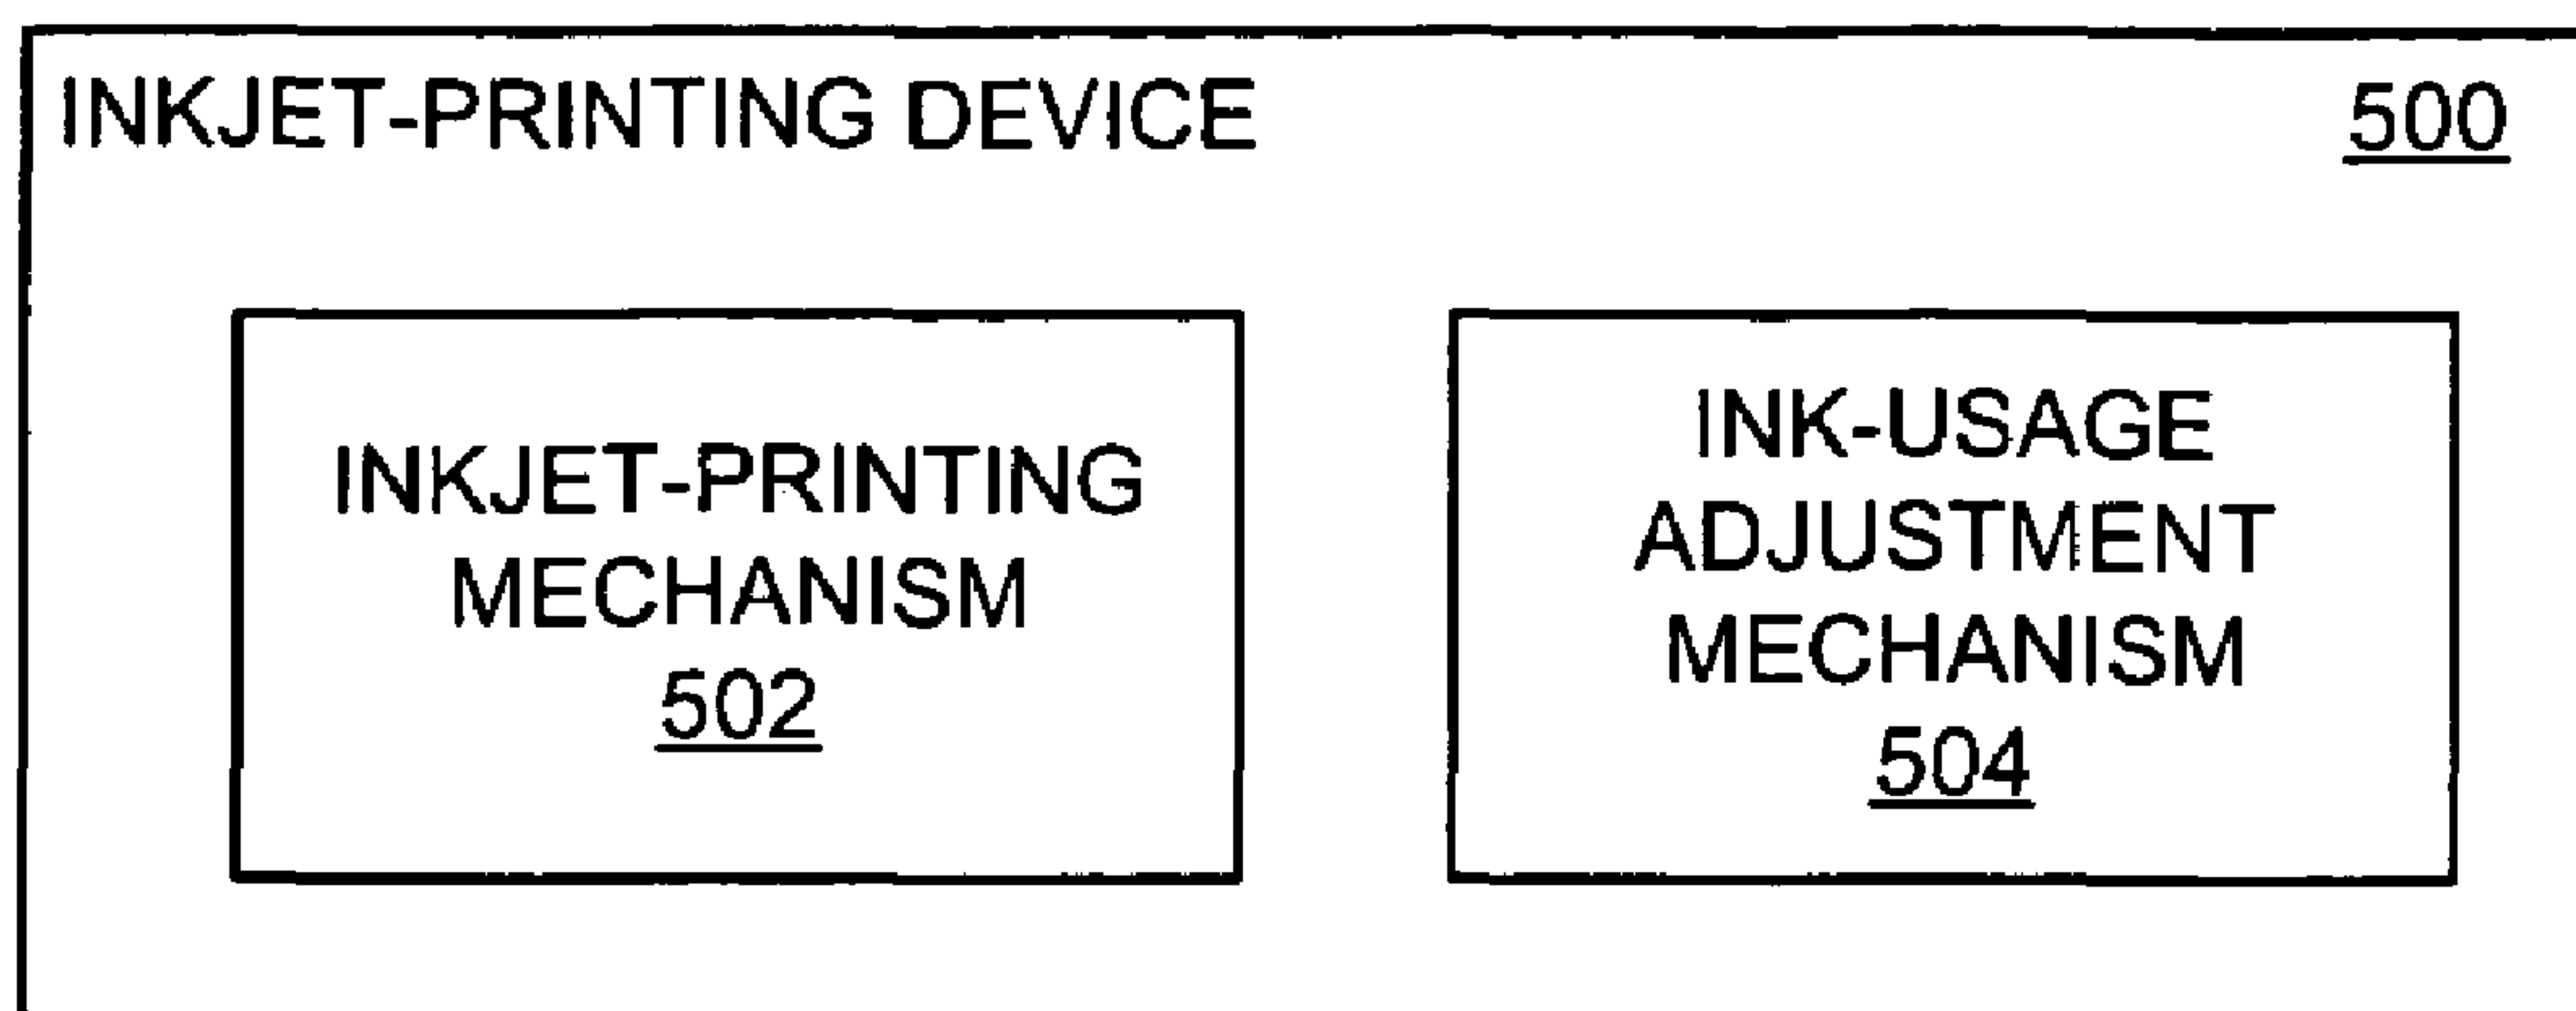 INKJET-PRINTING DEVICE 500
INKJET-PRINTING
MECHANISM
502
INK-USAGE
ADJUSTMENT
MECHANISM
504